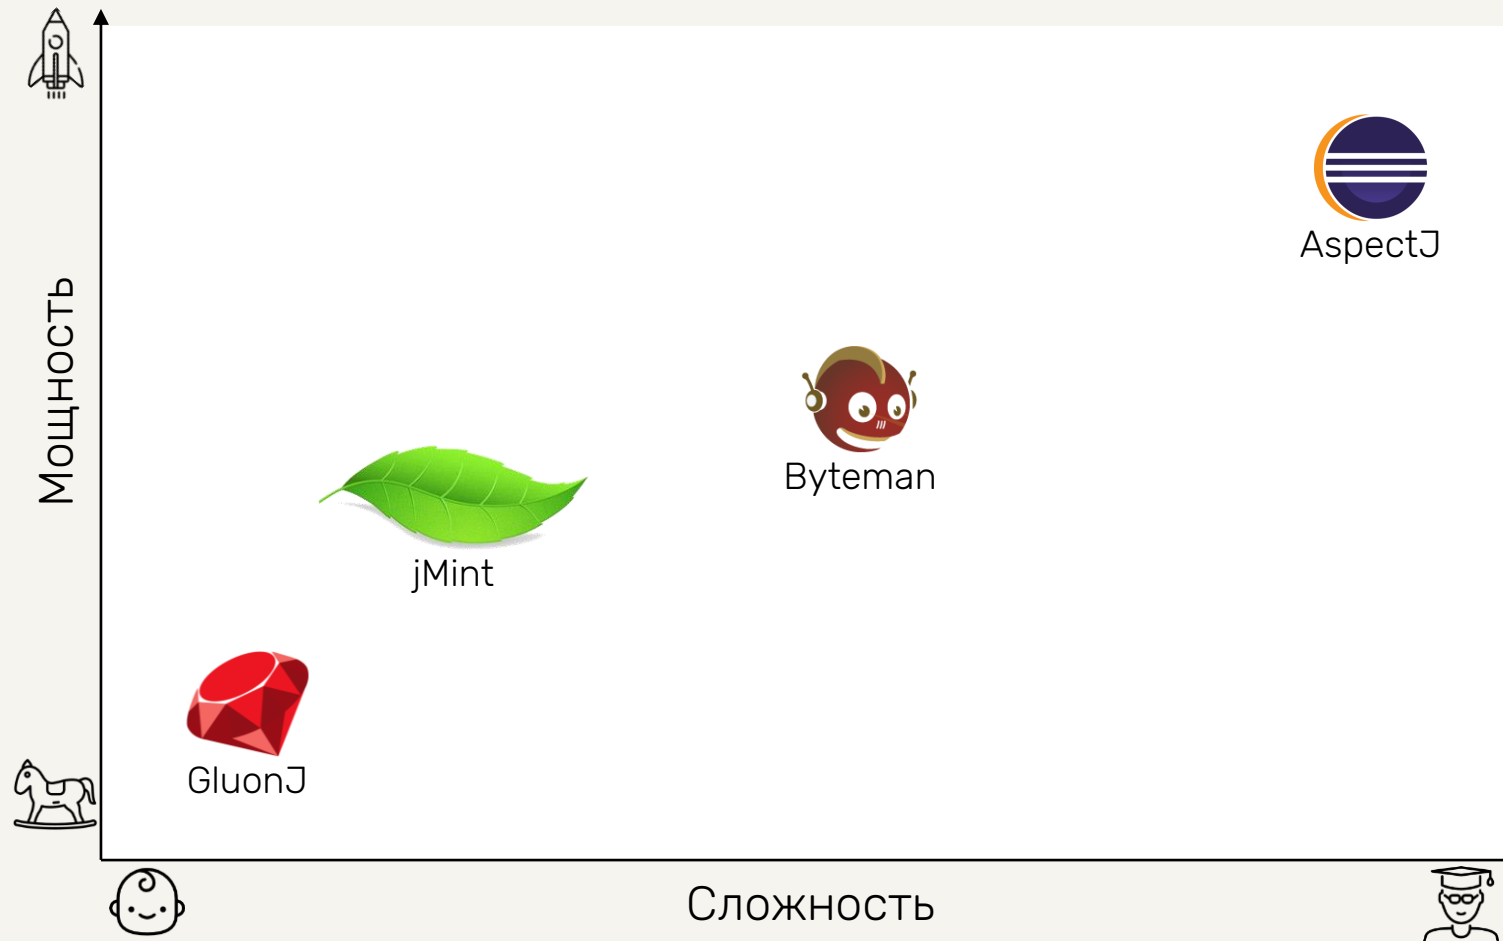 Мощность
AspectJ
Byteman
jMint
GluonJ
Сложность